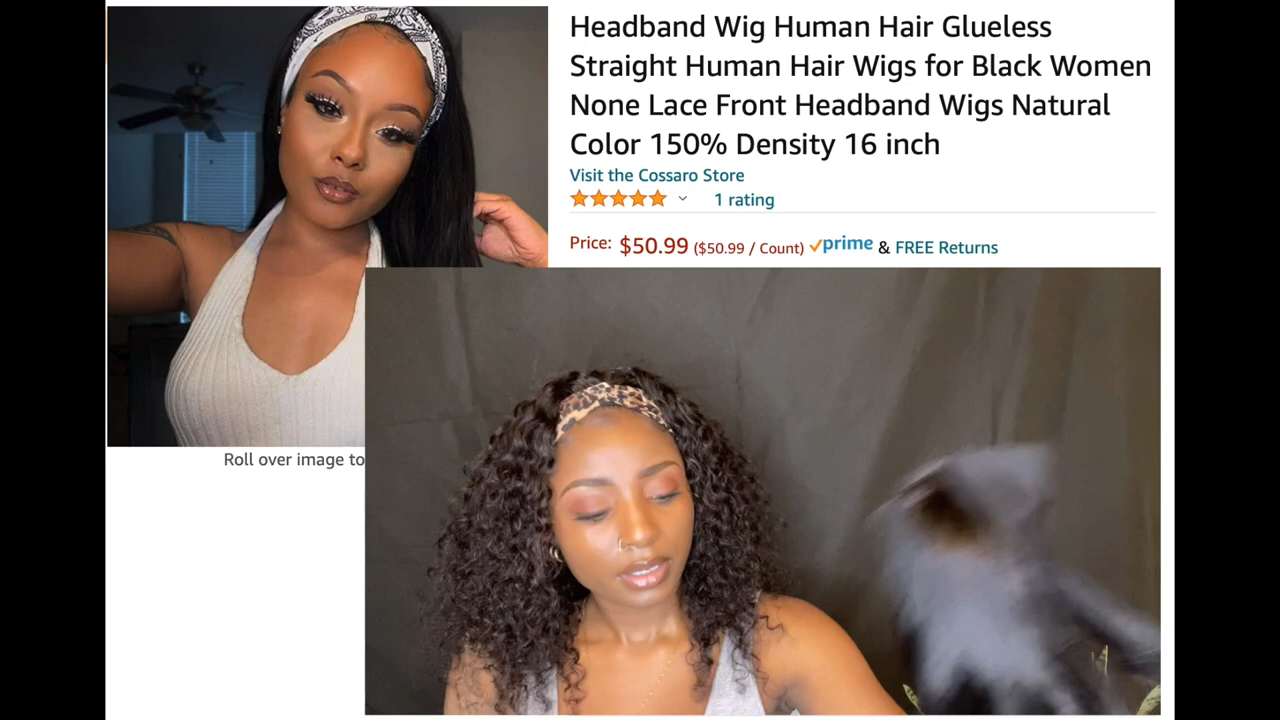 Headband Wig Human Hair Glueless
Straight Human Hair Wigs for Black Women
None Lace Front Headband Wigs Natural
Color 150% Density 16 inch
Visit the Cossaro Store
1 rating
Price: $50.99 ($50.99 / Count) prime & FREE Returns
Roll over image to